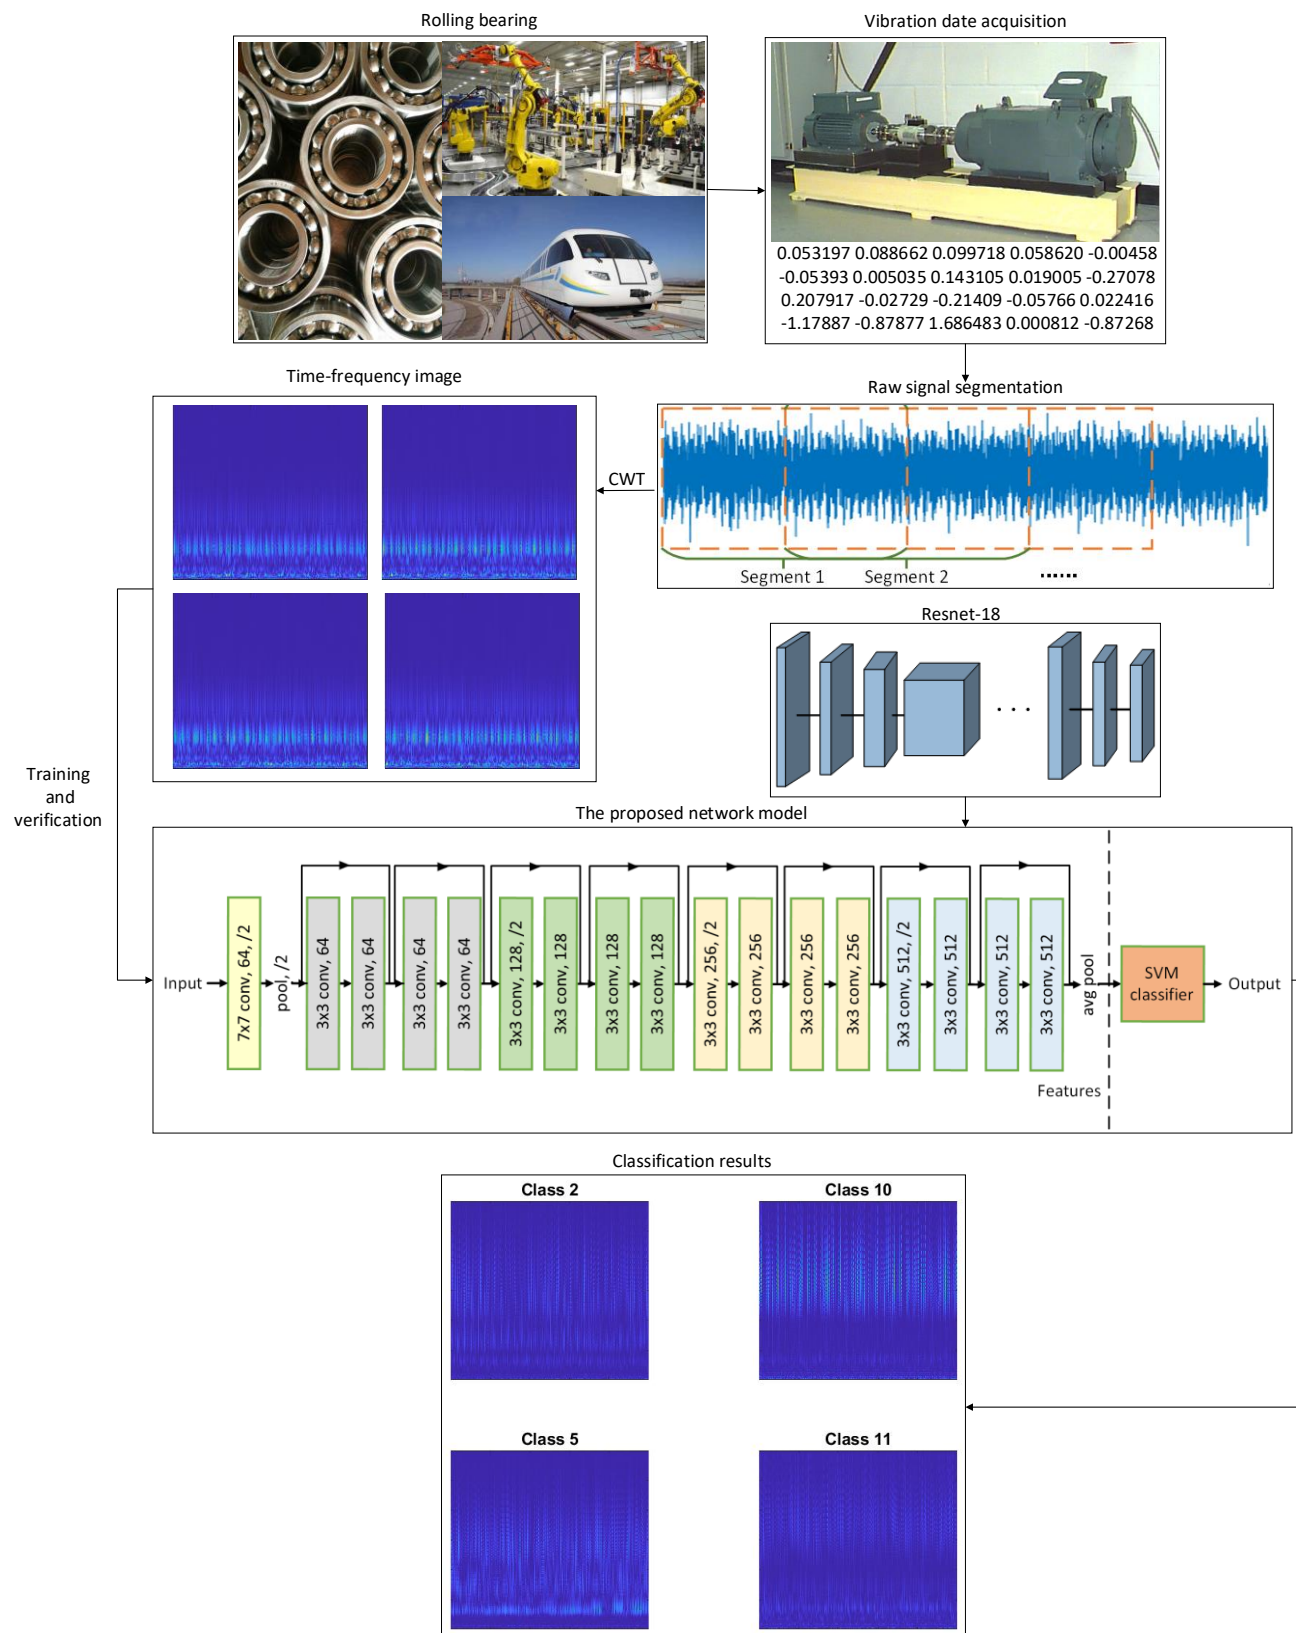 Rolling bearing
Vibration date acquisition
0.053197 0.088662 0.099718 0.058620 -0.00458
-0.05393 0.005035 0.143105 0.019005 -0.27078
0.207917 -0.02729 -0.21409 -0.05766 0.022416
-1.17887 -0.87877 1.686483 0.000812 -0.87268
Time-frequency image
Raw signal segmentation
CWT
Segment 1
Segment 2
......
Resnet-18
. . .
Training
and
verification
The proposed network model
Input
7x7 conv, 64, /2
pool, /2
3x3 conv, 64
3x3 conv, 64
3x3 conv, 64
3x3 conv, 64
3x3 conv, 128, /2
3x3 conv, 128
3x3 conv, 128
3x3 conv, 128
3x3 conv, 256, /2
3x3 conv, 256
3x3 conv, 256
3x3 conv, 256
3x3 conv, 512, /2
3x3 conv, 512
3x3 conv, 512
3x3 conv, 512
avg pool
SVM
classifier
Output
Features
Classification results
Class 2
Class 10
Class 5
Class 11